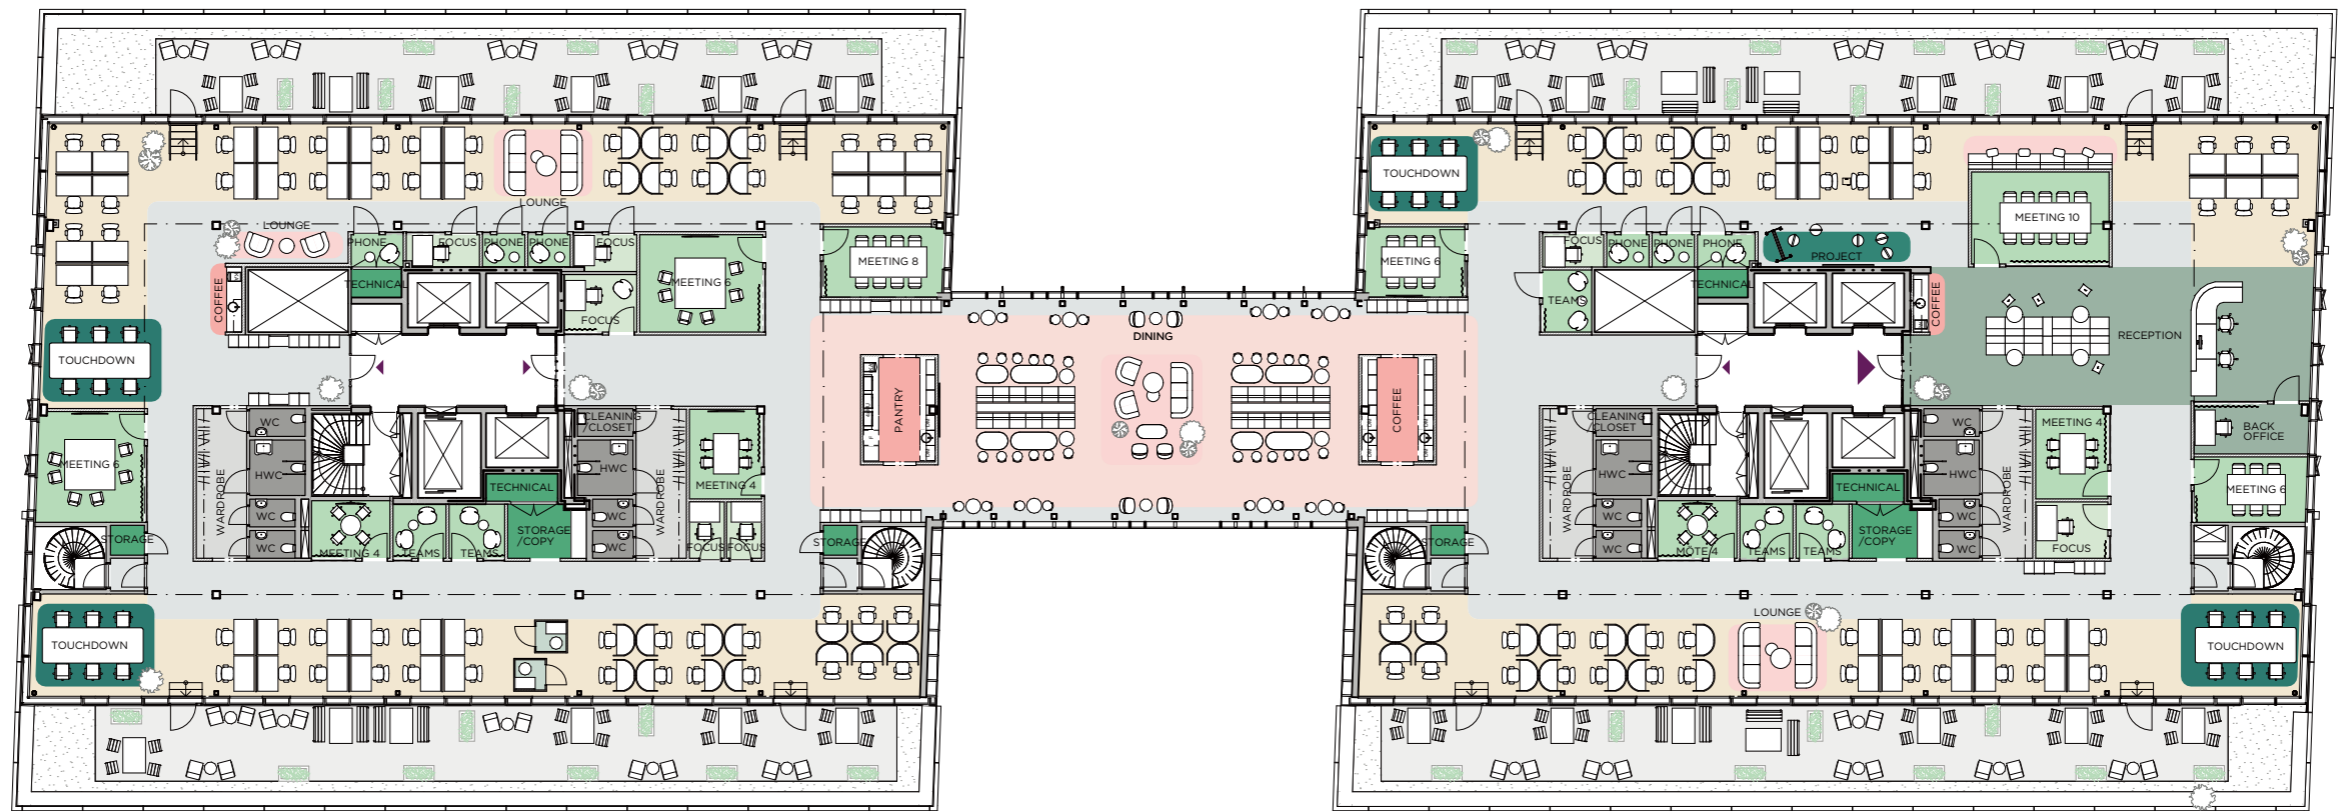 TOUCHDOWN
LOUNGE
LOUNGE
PHONE
FOCUS
PHONE
PHONE
FOCUS
MEETING 8
MEETING 6
FOCUS
PHONE
PHONE
PHONE
PROJECT
MEETING 10
MEETING 6
COFFEE
TECHNICAL
MEETING 6
FOCUS
TEAMS
TECHNICAL
COFFEE
DINING
RECEPTION
TOUCHDOWN
PANTRY
COFFEE
WC
CLEANING
/CLOSET
CLEANING
/CLOSET
WC
MEETING 4
BACK
OFFICE
MEETING 6
HWC
HWC
MEETING 4
HWC
HWC
MEETING 6
WARDROBE
WARDROBE
WARDROBE
WARDROBE
TECHNICAL
TECHNICAL
WC
WC
WC
WC
STORAGE
MEETING 4
TEAMS
TEAMS
STORAGE
/COPY
WC
WC
FOCUS
FOCUS
STORAGE
STORAGE
WC
MÖTE 4
TEAMS
TEAMS
STORAGE
/COPY
WC
FOCUS
LOUNGE
TOUCHDOWN
TOUCHDOWN